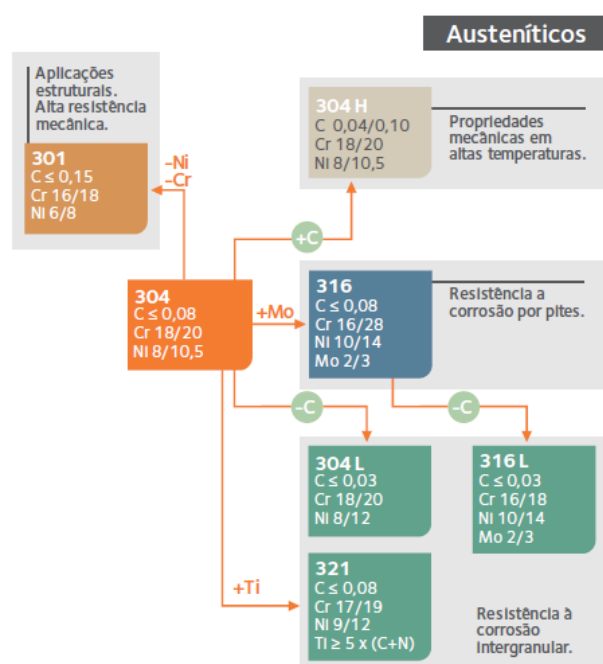 Austeníticos
Aplicações
estruturais.
Alta resistência
mecânica.
301
C ≤ 0,15
Cr 16/18
Ni 6/8
-Ni
-Cr
304 H
C 0,04/0,10
Cr 18/20
Ni 8/10,5
Propriedades
mecânicas em
altas temperaturas.
+C
304
C ≤ 0,08
Cr 18/20
Ni 8/10,5
+Mo
316
C ≤ 0,08
Cr 16/28
Ni 10/14
Mo 2/3
Resistência a
corrosão por pites.
-C
-C
304 L
C ≤ 0,03
Cr 18/20
Ni 8/12
316 L
C ≤ 0,03
Cr 16/18
Ni 10/14
Mo 2/3
+Ti
321
C ≤ 0,08
Cr 17/19
Ni 9/12
Ti ≥ 5 x (C+N)
Resistência à
corrosão
intergranular.